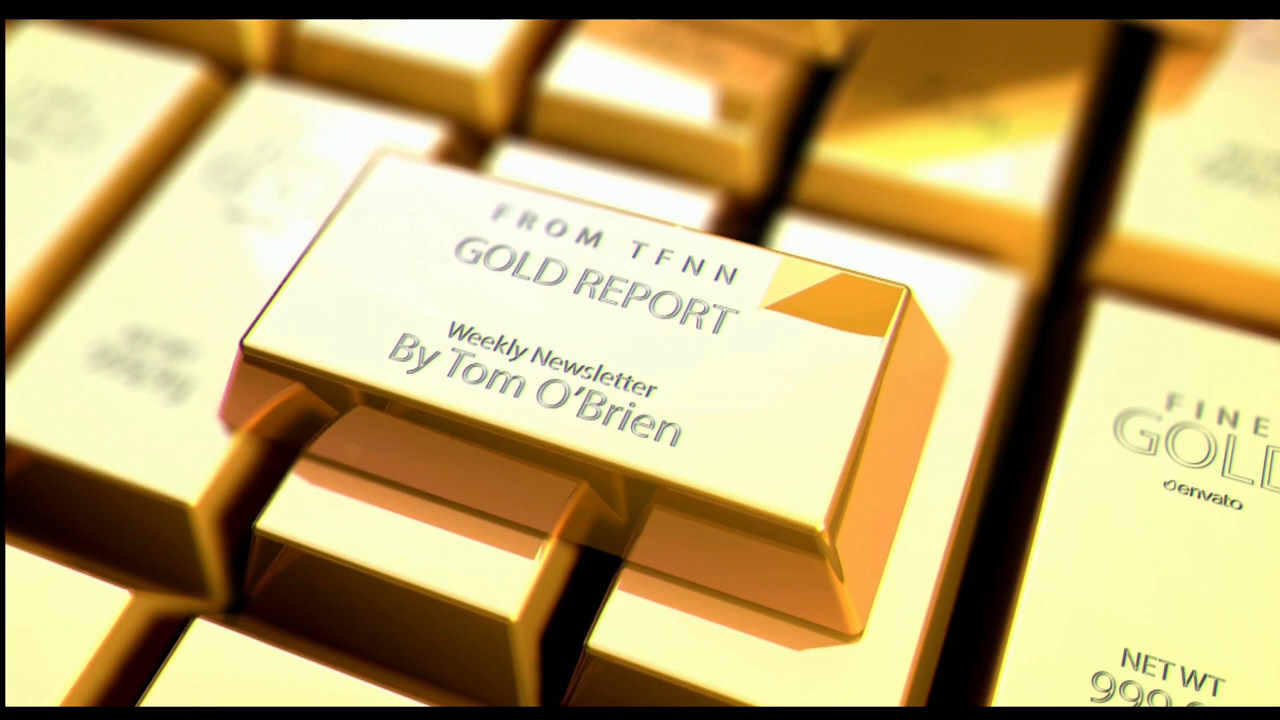 FROM TFNN
GOLD REPORT
Weekly Newsletter
By Tom O'Brien
FINE
GOLD
envato
NET WT